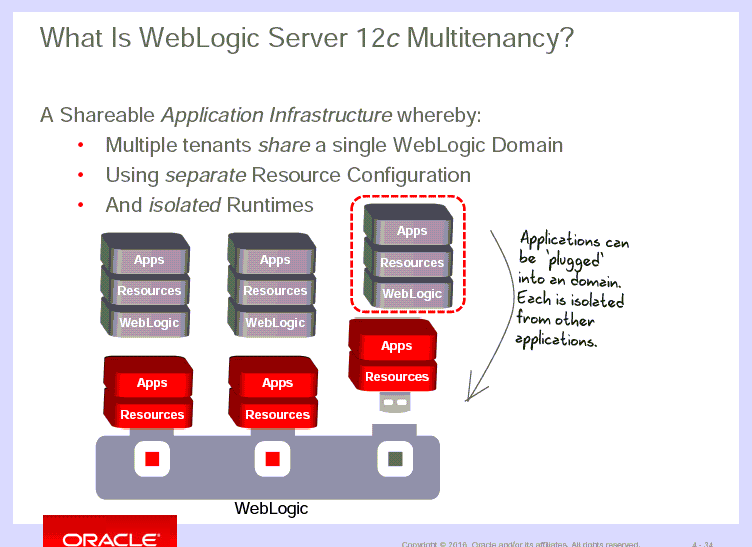 What Is WebLogic Server 12c Multitenancy?
A Shareable Application Infrastructure whereby:
• Multiple tenants share a single WebLogic Domain
• Using separate Resource Configuration
• And isolated Runtimes
Apps
Resources
WebLogic
Apps
Resources
WebLogic
Apps
Resources
WebLogic
Applications can
be 'plugged'
into an domain.
Each is isolated
from other
applications.
Apps
Resources
Apps
Resources
Apps
Resources
WebLogic
ORACLE
Copyright © 2016, Oracle and/or its affiliates. All rights reserved.
4 - 34